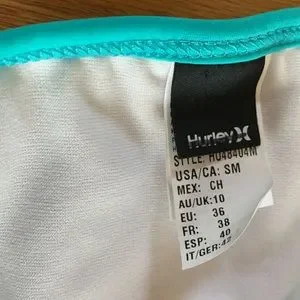 Hurley
STYLE: HU48404M
USA/CA: SM
MEX: CH
AU/UK:10
EU: 36
FR: 38
ESP: 40
IT/GER:42